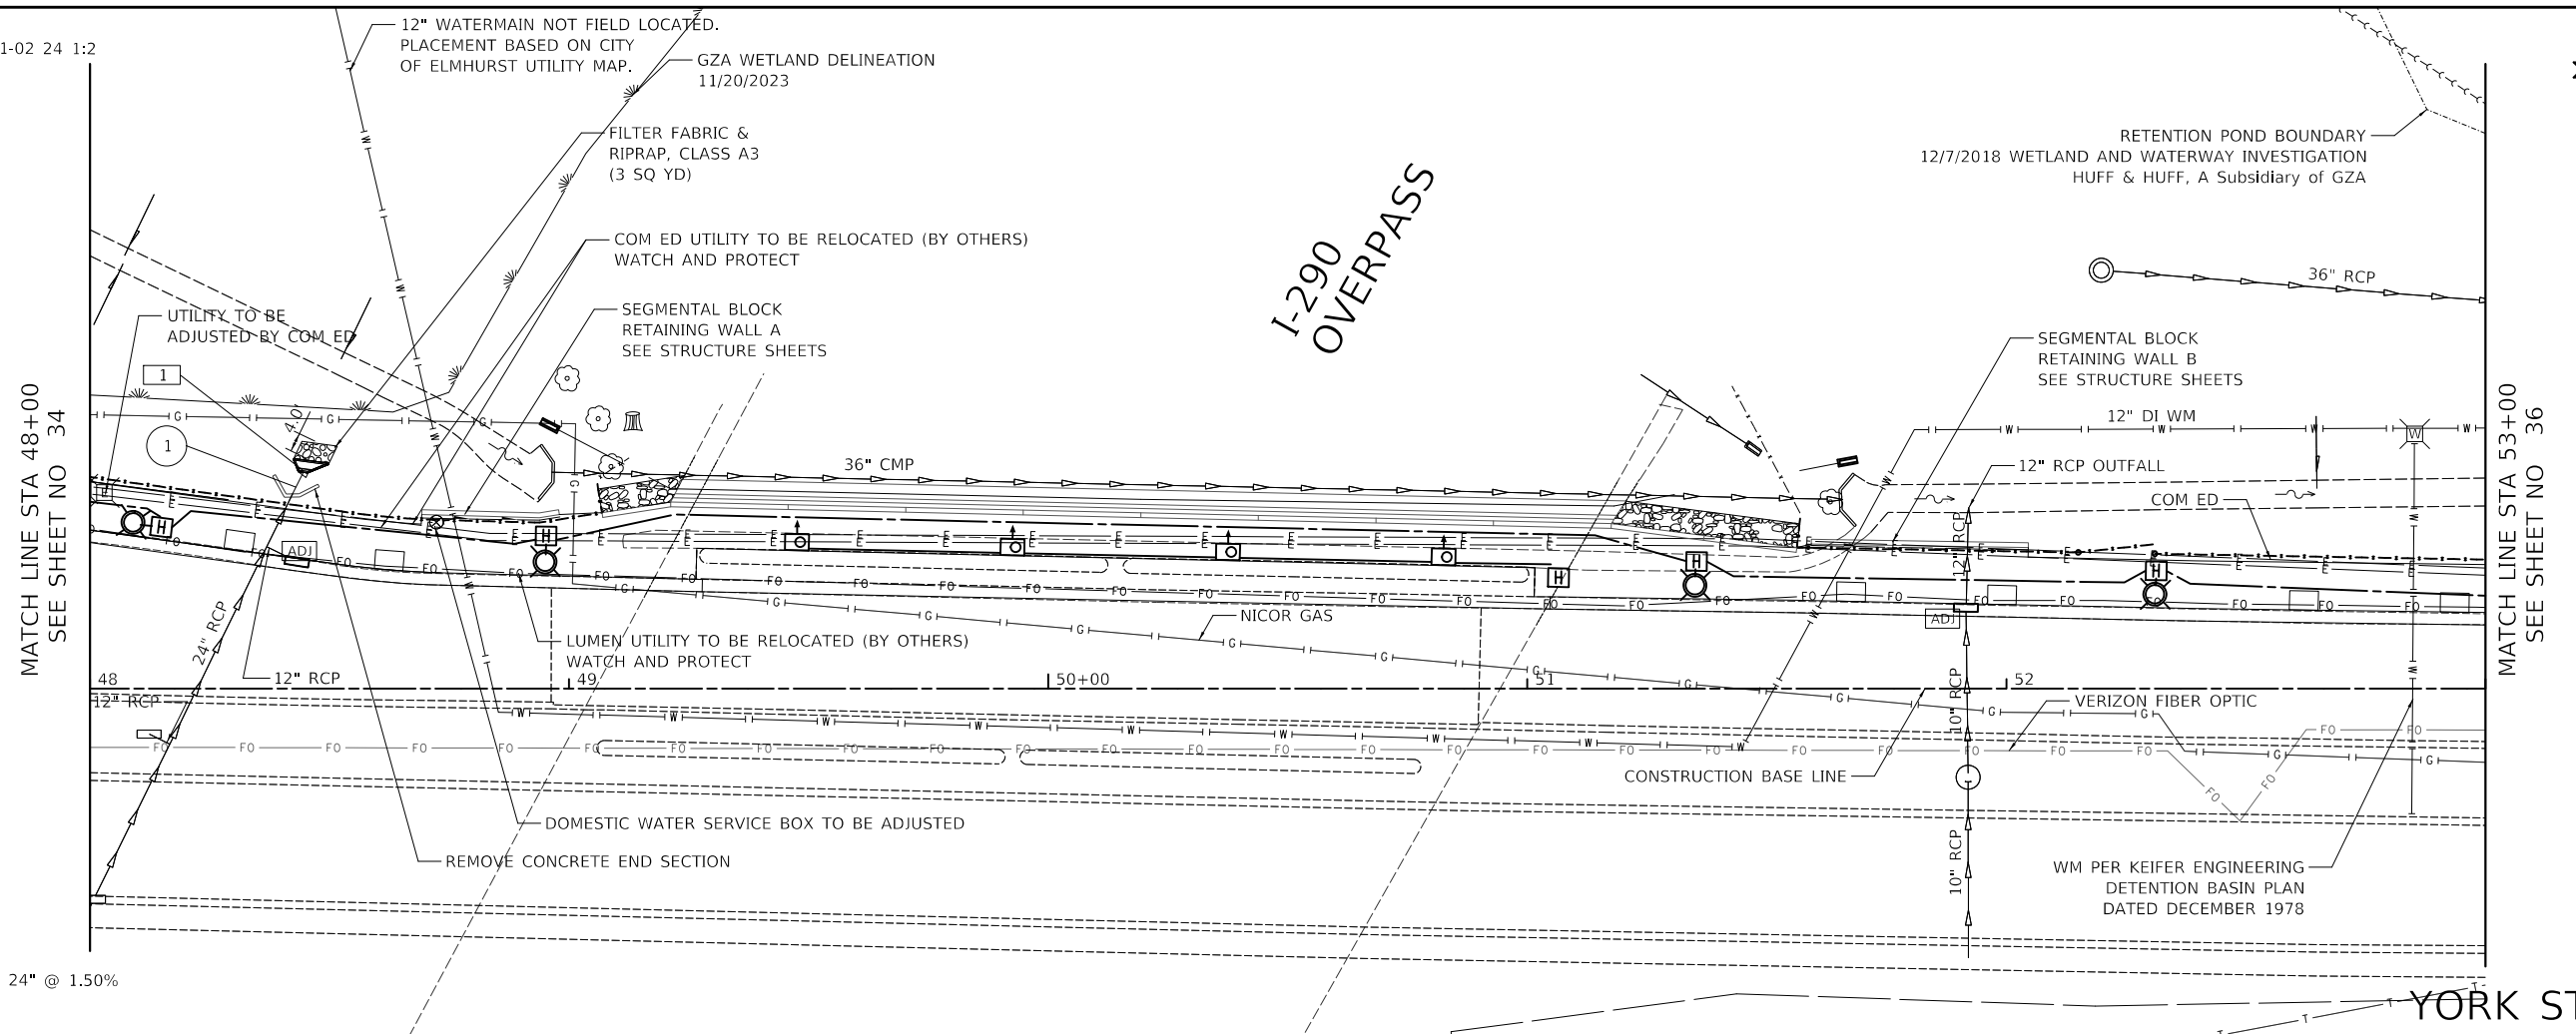 12" WATERMAIN NOT FIELD LOCATED.
PLACEMENT BASED ON CITY
OF ELMHURST UTILITY MAP.
1-02 24 1:2
GZA WETLAND DELINEATION
11/20/2023
FILTER FABRIC &
RIPRAP, CLASS A3
(3 SQ YD)
RETENTION POND BOUNDARY
12/7/2018 WETLAND AND WATERWAY INVESTIGATION
HUFF & HUFF, A Subsidiary of GZA
COM ED UTILITY TO BE RELOCATED (BY OTHERS)
WATCH AND PROTECT
I-290
OVERPASS
36" RCP
UTILITY TO BE
ADJUSTED BY COM ED
SEGMENTAL BLOCK
RETAINING WALL A
SEE STRUCTURE SHEETS
SEGMENTAL BLOCK
RETAINING WALL B
SEE STRUCTURE SHEETS
1
4.0'
1
12" DI WM
MATCH LINE STA 48+00
SEE SHEET NO 34
MATCH LINE STA 53+00
SEE SHEET NO 36
36" CMP
12" RCP OUTFALL
COM ED
12" RCP
ADJ
ADJ
24" RCP
NICOR GAS
LUMEN UTILITY TO BE RELOCATED (BY OTHERS)
WATCH AND PROTECT
12" RCP
48
49
50+00
51
52
12" RCP
10" RCP
VERIZON FIBER OPTIC
CONSTRUCTION BASE LINE
DOMESTIC WATER SERVICE BOX TO BE ADJUSTED
REMOVE CONCRETE END SECTION
10" RCP
WM PER KEIFER ENGINEERING
DETENTION BASIN PLAN
DATED DECEMBER 1978
24" @ 1.50%
YORK ST